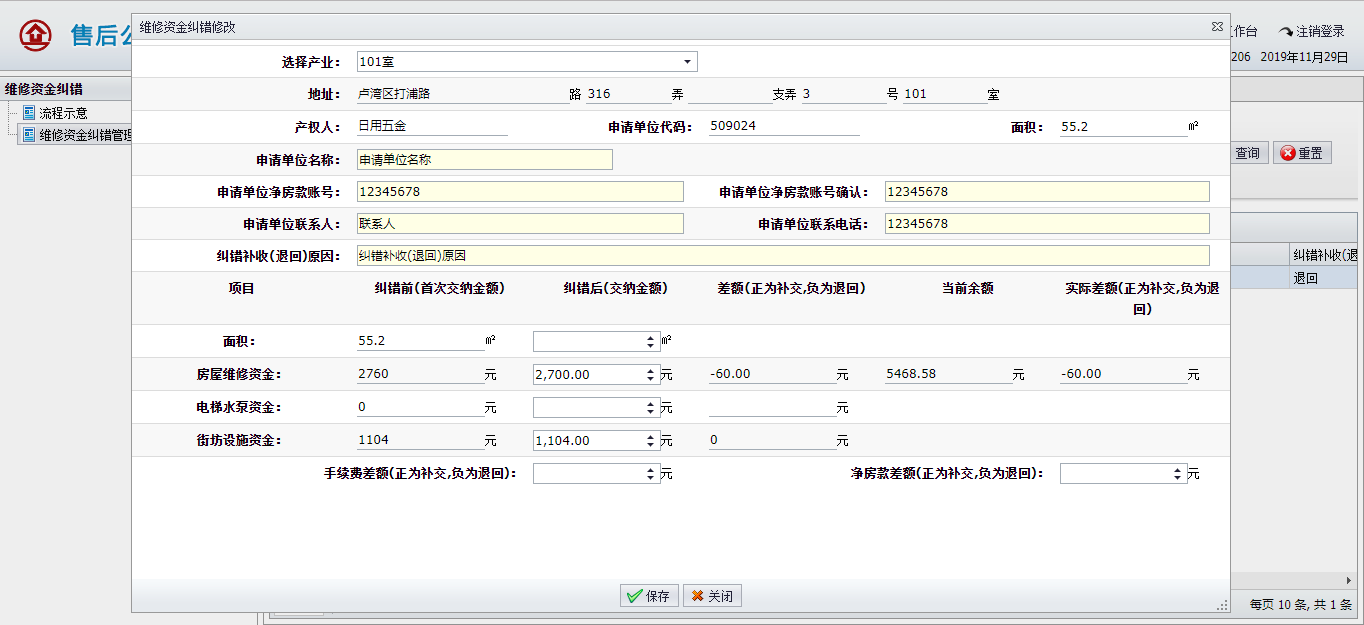 售后公
维修资金纠错修改
工作台 注销登录
206 2019年11月29日
维修资金纠错
流程示意
维修资金纠错管理
选择产业： 101室
地址： 卢湾区打浦路 路 316 弄 支弄 3 号 101 室
产权人： 日用五金 申请单位代码： 509024 面积： 55.2 ㎡
申请单位名称： 申请单位名称
查询 重置
申请单位净房款账号： 12345678 申请单位净房款账号确认： 12345678
申请单位联系人： 联系人 申请单位联系电话： 12345678
纠错补收(退回)原因： 纠错补收(退回)原因
纠错补收(退
退回
项目 纠错前(首次交纳金额) 纠错后(交纳金额) 差额(正为补交,负为退回) 当前余额 实际差额(正为补交,负为退
回)
面积： 55.2 ㎡ ㎡
房屋维修资金： 2760 元 2,700.00 元 -60.00 元 5468.58 元 -60.00 元
电梯水泵资金： 0 元 元 元
街坊设施资金： 1104 元 1,104.00 元 0 元
手续费差额(正为补交,负为退回)： 元 净房款差额(正为补交,负为退回)： 元
保存 关闭
每页 10 条, 共 1 条